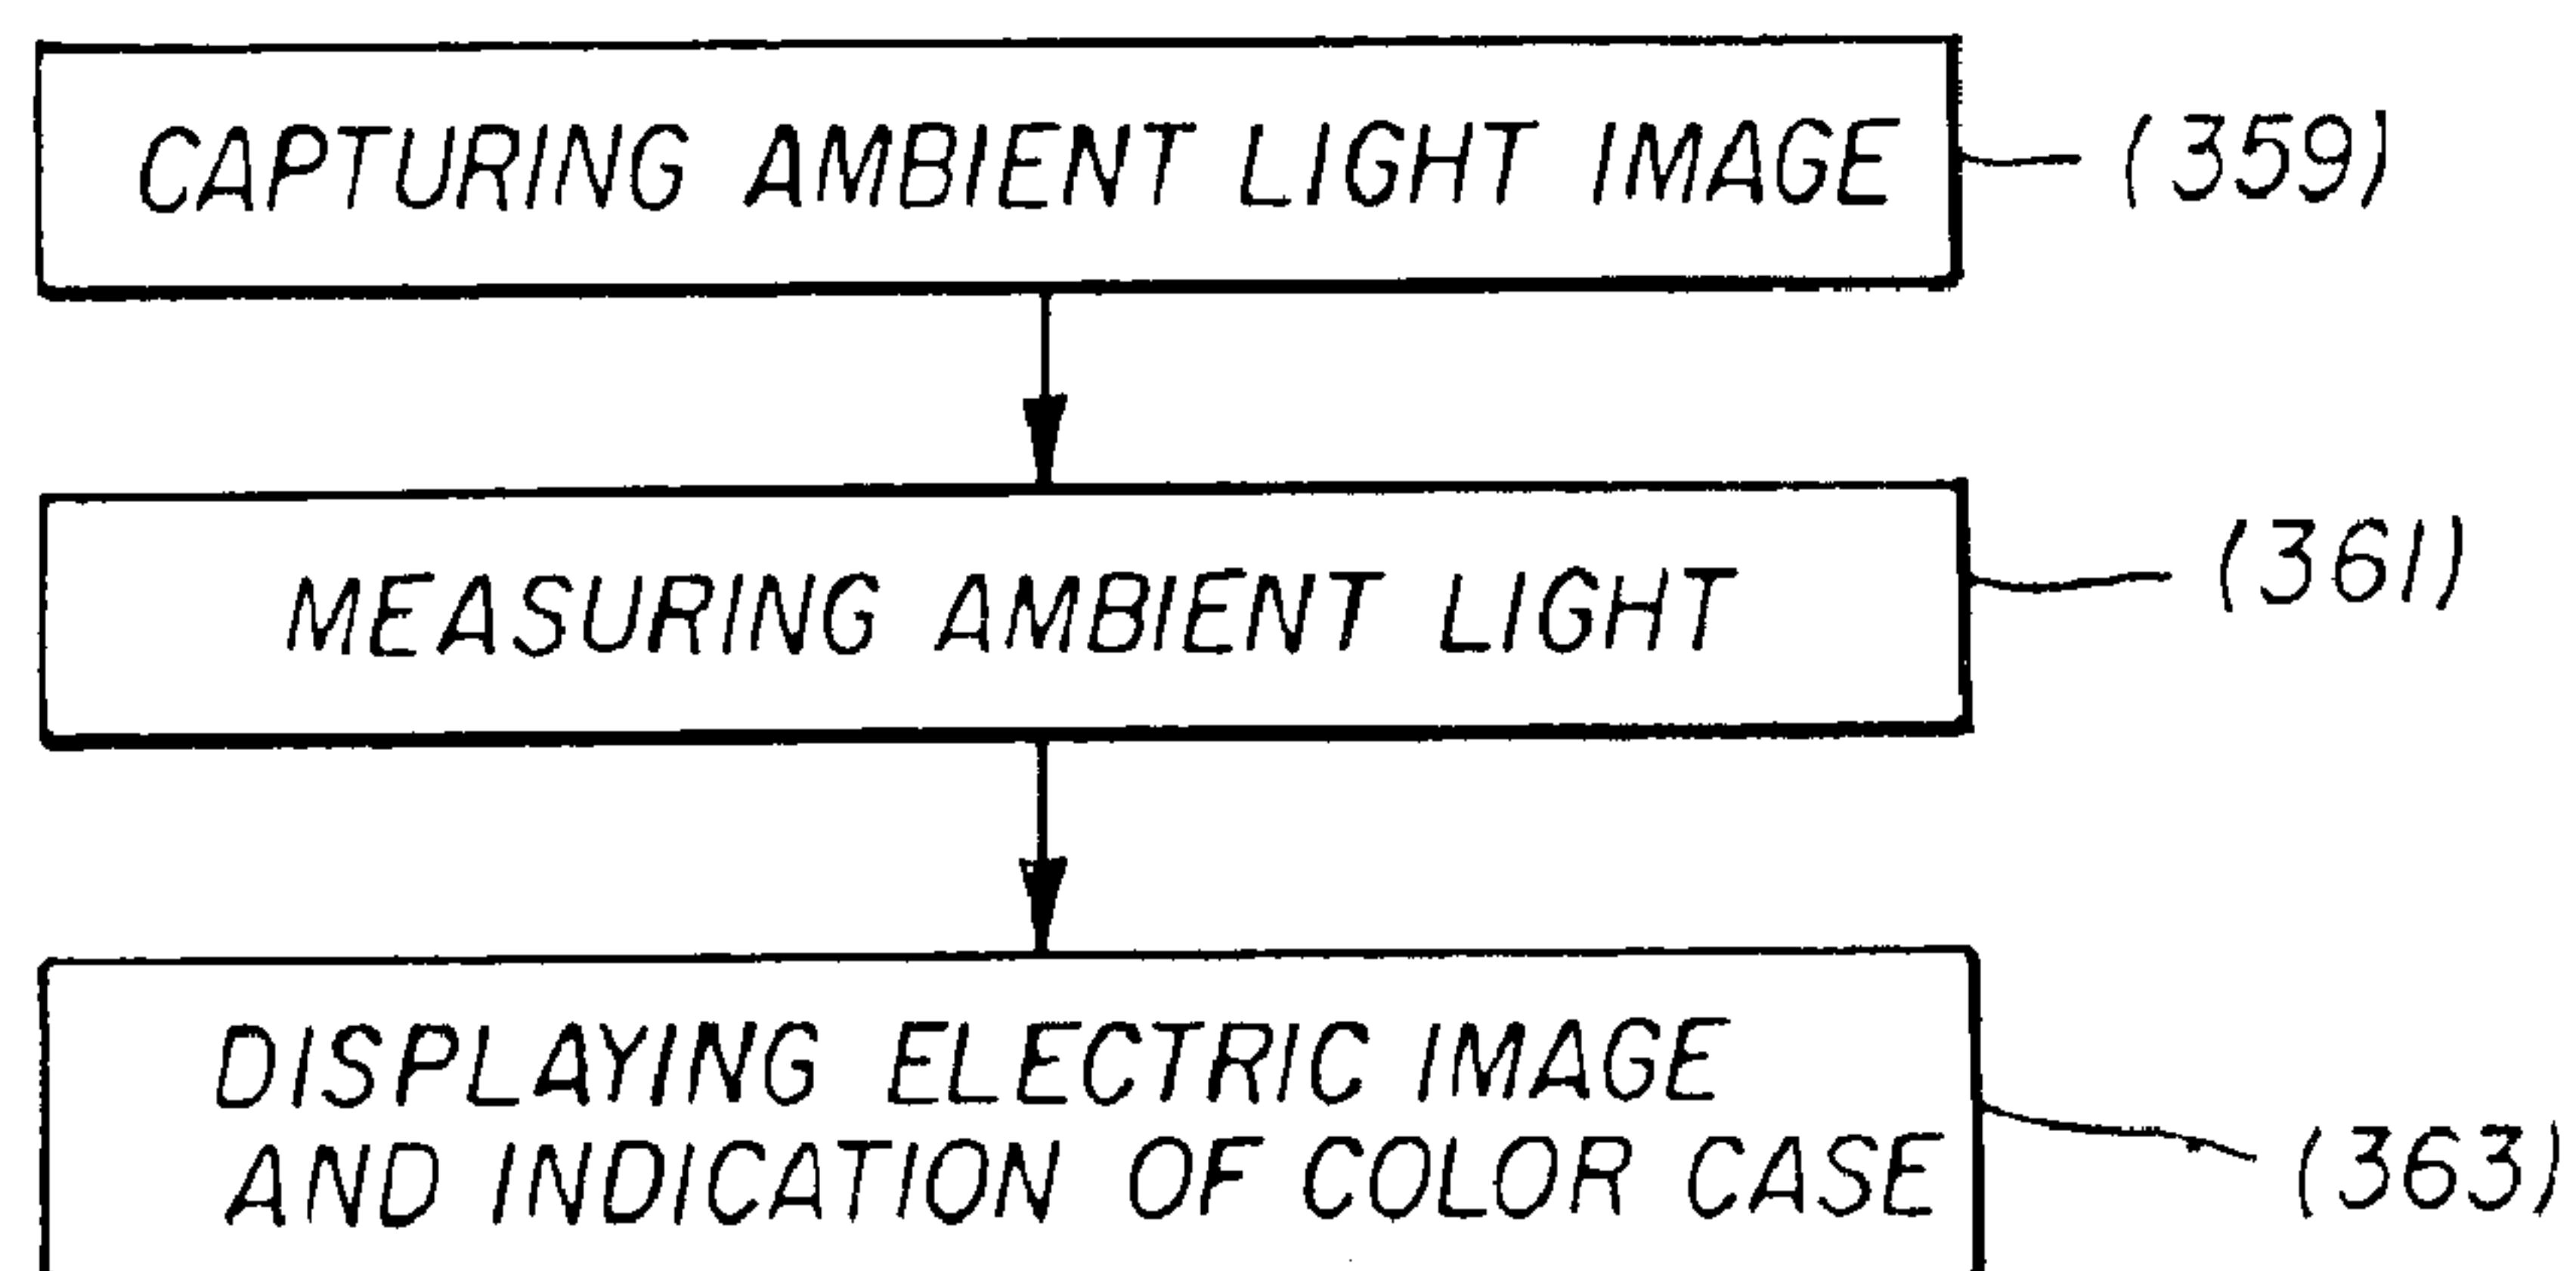 CAPTURING AMBIENT LIGHT IMAGE
(359)
MEASURING AMBIENT LIGHT
(361)
DISPLAYING ELECTRIC IMAGE
AND INDICATION OF COLOR CASE
(363)